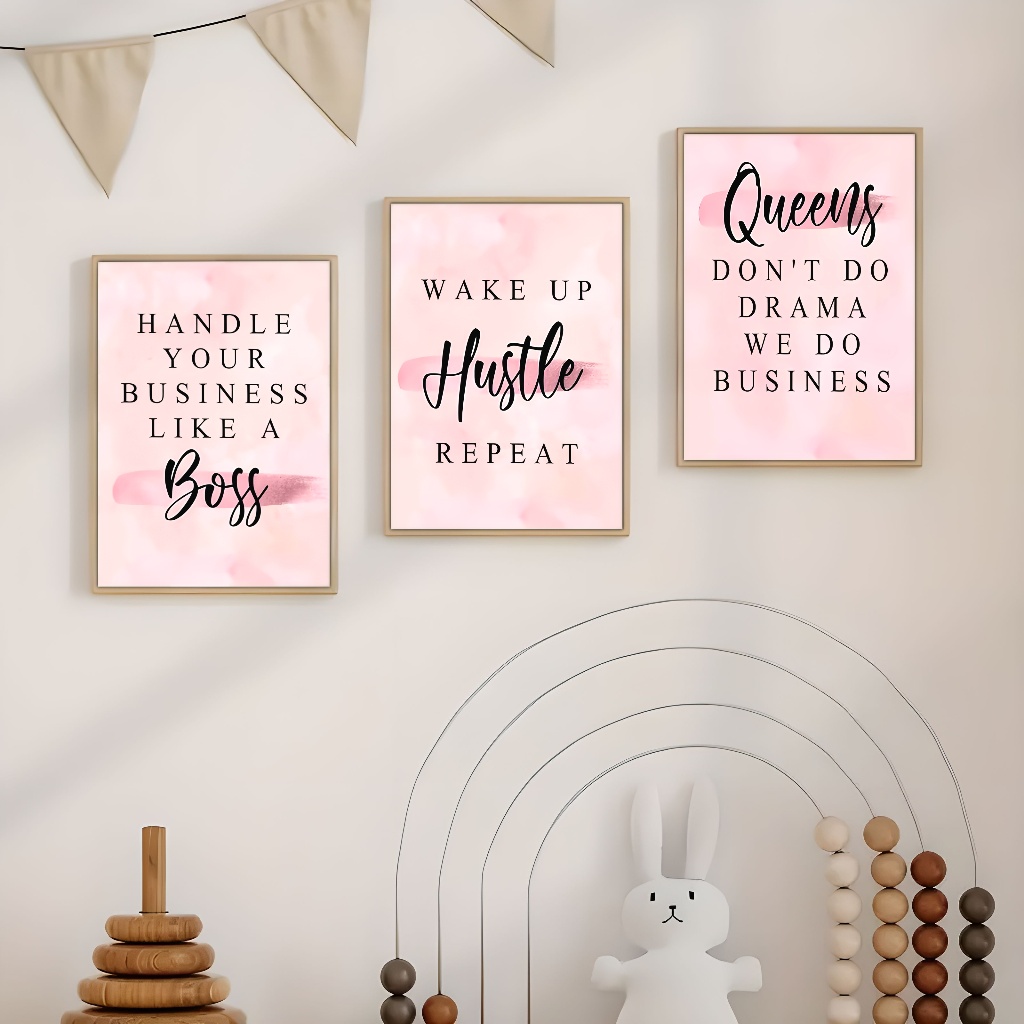 HANDLE
YOUR
BUSINESS
LIKE A
Boss
WAKE UP
Hustle
REPEAT
Queens
DON'T DO
DRAMA
WE DO
BUSINESS